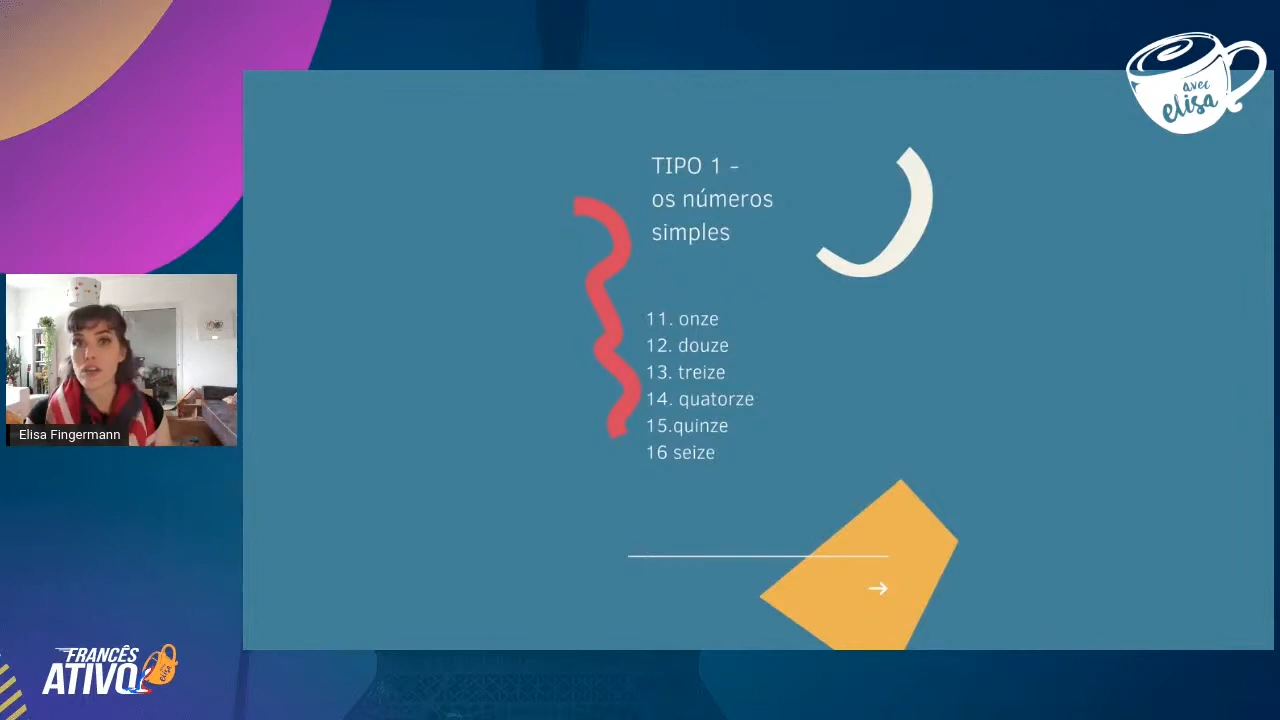 avec
elisa
TIPO 1 -
os números
simples
11. onze
12. douze
13. treize
14. quatorze
15.quinze
16 seize
Elisa Fingermann
FRANCÊS
ATIVO
elisa